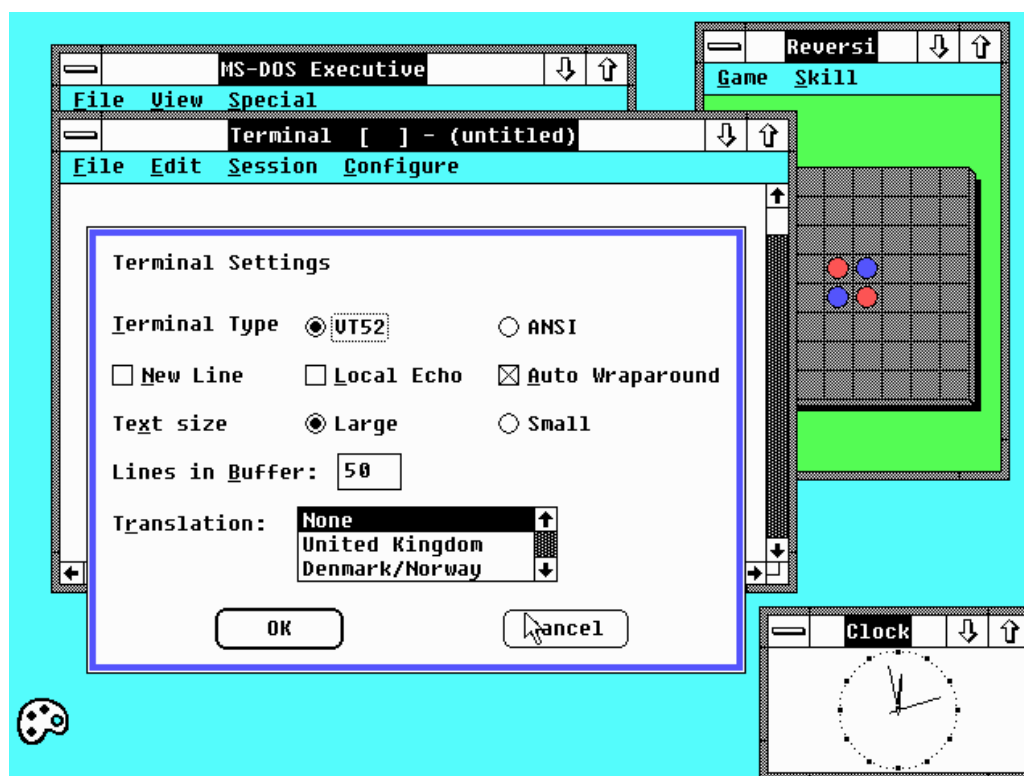 MS-DOS Executive
File View Special
Reversi
Game Skill
Terminal [ ] - (untitled)
File Edit Session Configure
Terminal Settings
Terminal Type VT52 ANSI
New Line Local Echo Auto Wraparound
Text size Large Small
Lines in Buffer: 50
Translation: None
United Kingdom
Denmark/Norway
OK Cancel
Clock